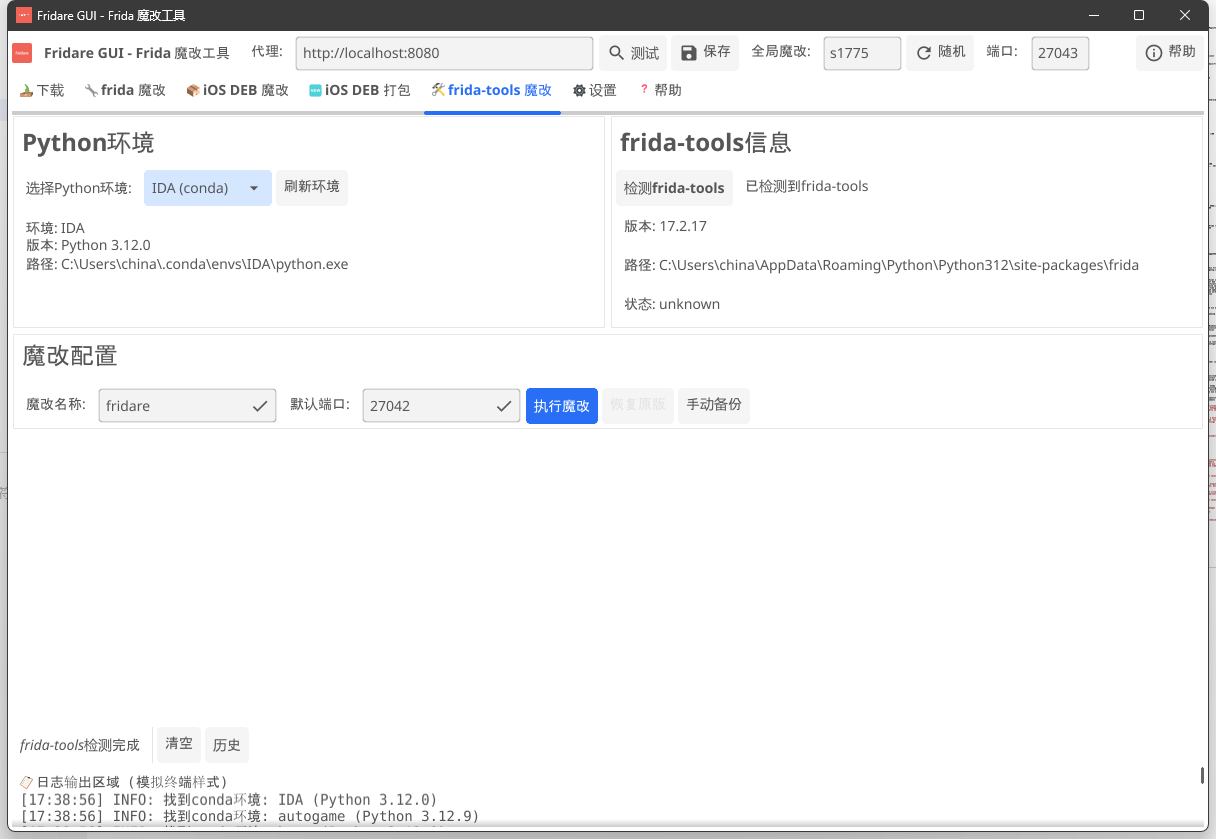 Fridare GUI - Frida 魔改工具
Fridare GUI - Frida 魔改工具 代理: http://localhost:8080 测试 保存 全局魔改: s1775 随机 端口: 27043 帮助
下载 frida 魔改 iOS DEB 魔改 iOS DEB 打包 frida-tools 魔改 设置 帮助
Python环境
选择Python环境: IDA (conda) 刷新环境
环境: IDA
版本: Python 3.12.0
路径: C:\Users\china\.conda\envs\IDA\python.exe
frida-tools信息
检测frida-tools 已检测到frida-tools
版本: 17.2.17
路径: C:\Users\china\AppData\Roaming\Python\Python312\site-packages\frida
状态: unknown
魔改配置
魔改名称: fridare 默认端口: 27042 执行魔改 恢复原版 手动备份
frida-tools检测完成 清空 历史
日志输出区域 (模拟终端样式)
[17:38:56] INFO: 找到conda环境: IDA (Python 3.12.0)
[17:38:56] INFO: 找到conda环境: autogame (Python 3.12.9)